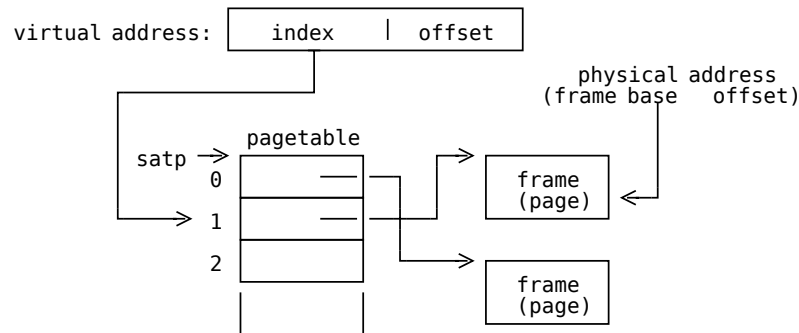 virtual address: index | offset
physical address
(frame base offset)
pagetable
satp
0
1
2
frame
(page)
frame
(page)